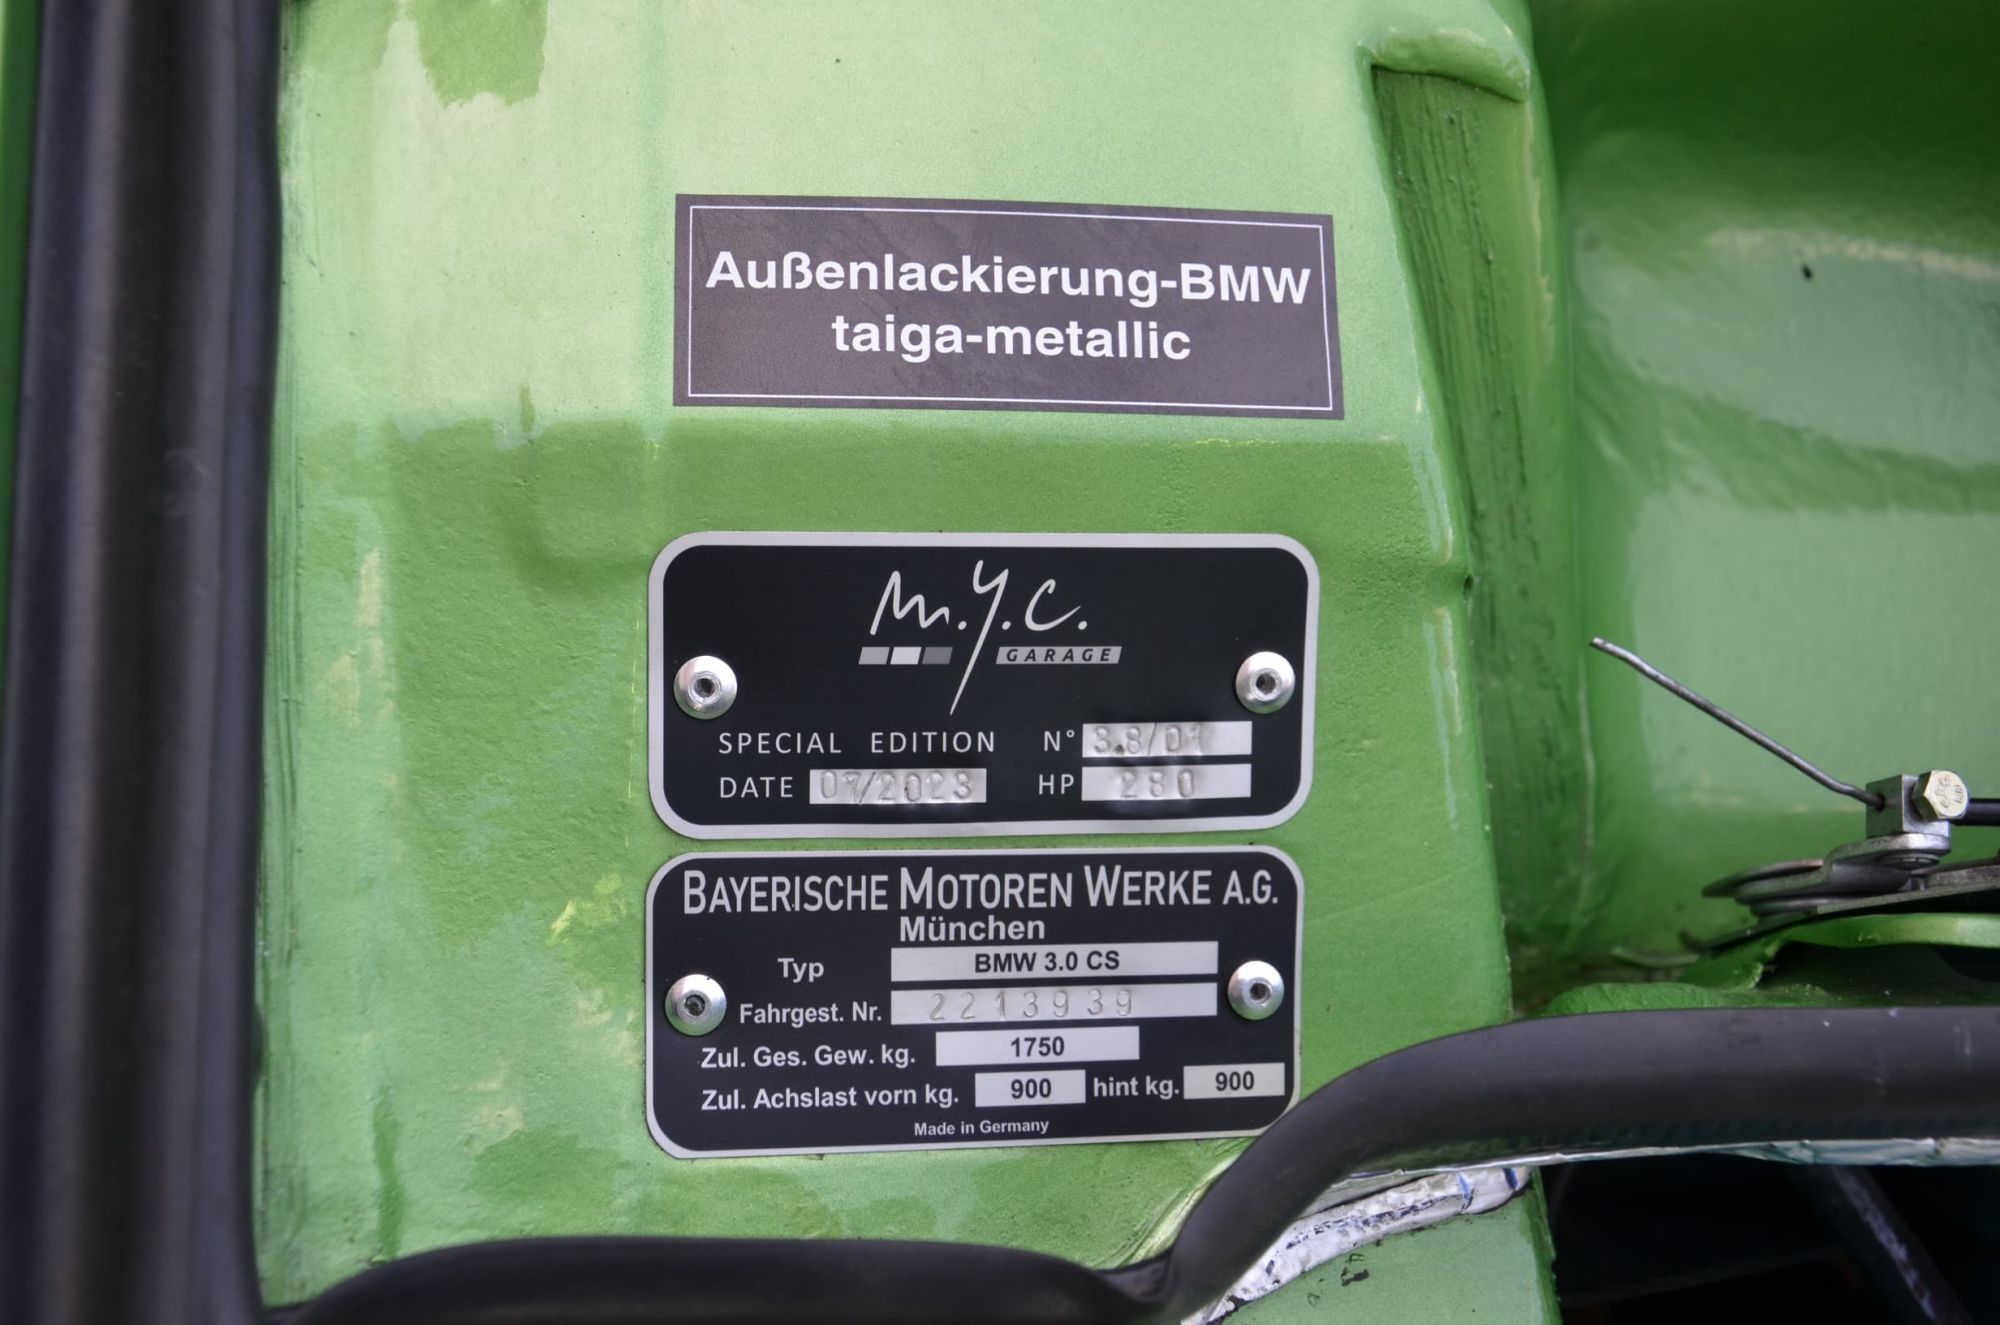 Außenlackierung-BMW
taiga-metallic
M.Y.C.
GARAGE
SPECIAL EDITION N° 3.8/01
DATE 07/2023 HP 280
BAYERISCHE MOTOREN WERKE A.G.
München
Typ BMW 3.0 CS
Fahrgest. Nr. 2213939
Zul. Ges. Gew. kg. 1750
Zul. Achslast vorn kg. 900 hint kg. 900
Made in Germany